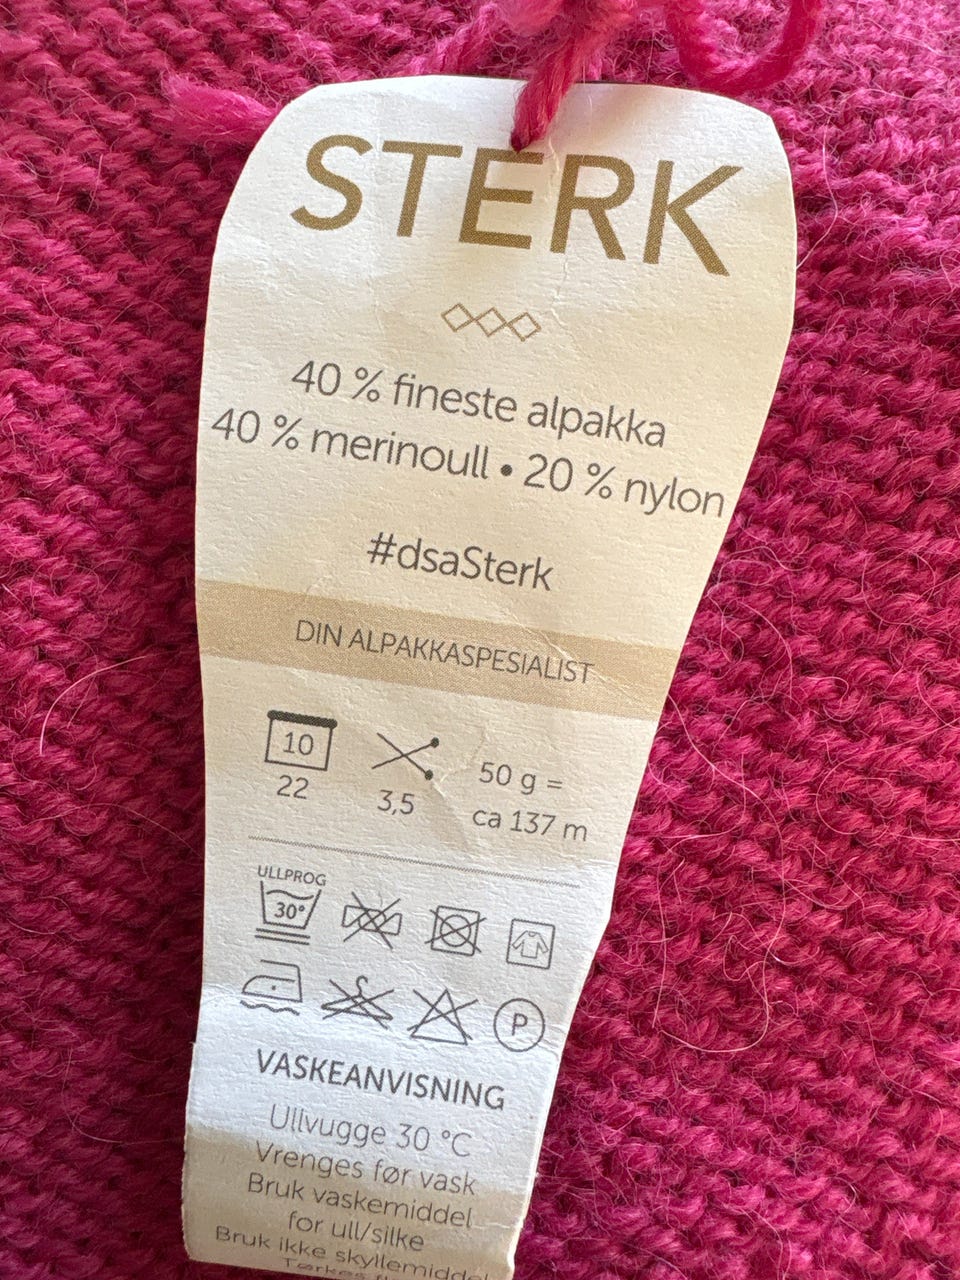 STERK
40 % fineste alpakka
40 % merinoull • 20 % nylon
#dsaSterk
DIN ALPAKKASPESIALIST
10
22
3,5
50 g =
ca 137 m
ULLPROG
30°
P
VASKEANVISNING
Ullvugge 30 °C
Vrenges før vask
Bruk vaskemiddel
for ull/silke
Bruk ikke skyllemiddel